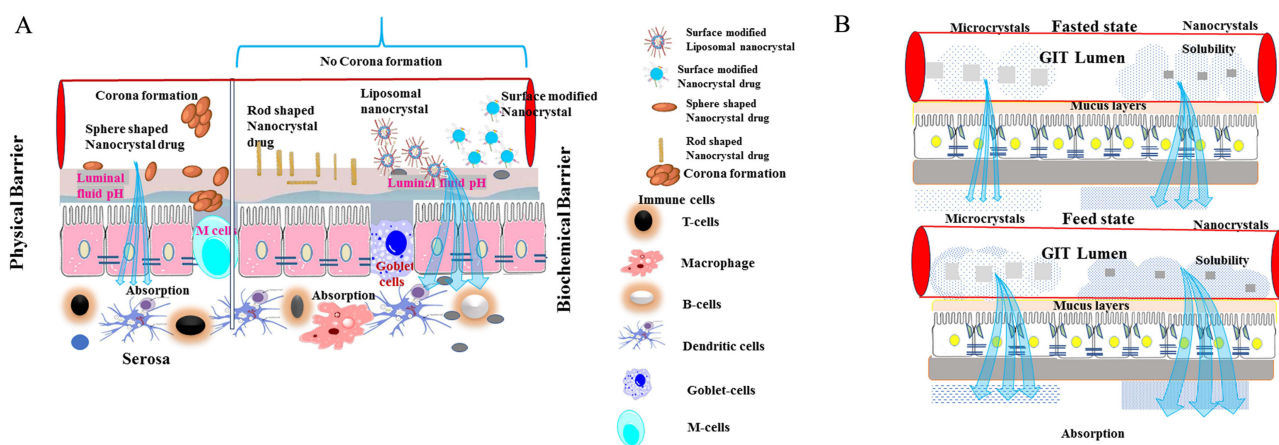 A
No Corona formation
Corona formation
Sphere shaped
Nanocrystal drug
Rod shaped
Nanocrystal
drug
Liposomal
nanocrystal
Surface modified
Nanocrystal
Luminal
fluid pH
Luminal fluid pH
M cells
Goblet
cells
Absorption
Absorption
Serosa
Physical Barrier
Biochemical Barrier
Surface modified
Liposomal nanocrystal
Surface modified
Nanocrystal drug
Sphere shaped
Nanocrystal drug
Rod shaped
Nanocrystal drug
Corona formation
Immune cells
T-cells
Macrophage
B-cells
Dendritic cells
Goblet-cells
M-cells
B
Microcrystals
Fasted state
Nanocrystals
GIT Lumen
Solubility
Mucus layers
Microcrystals
Feed state
Nanocrystals
GIT Lumen
Solubility
Mucus layers
Absorption